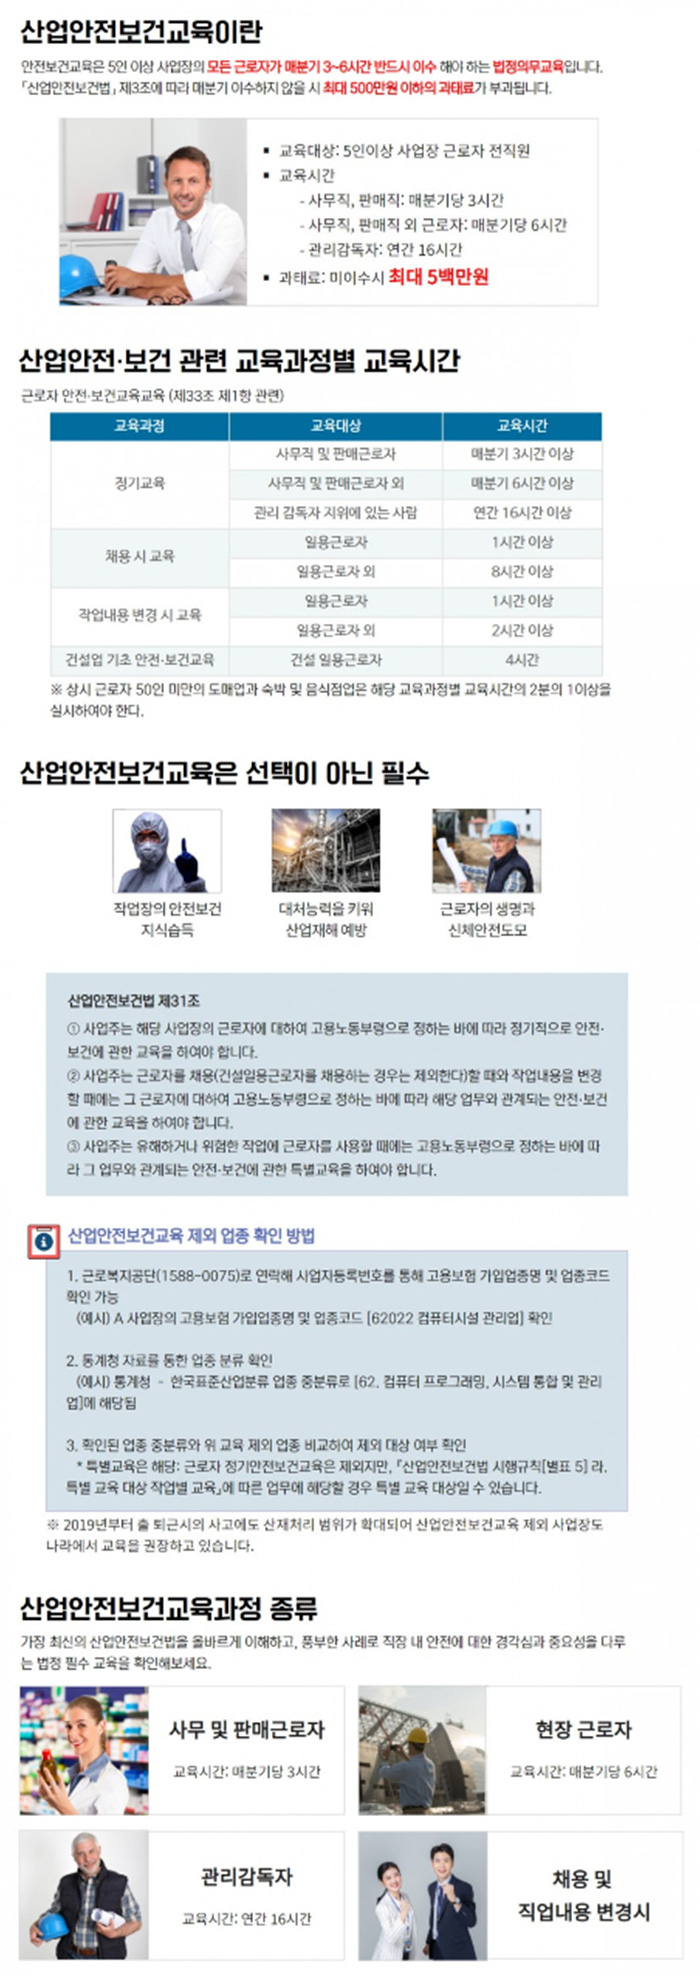 산업안전보건교육이란
안전보건교육은 5인 이상 사업장의 모든 근로자가 매분기 3~6시간 반드시 이수 해야 하는 법정의무교육입니다.
「산업안전보건법」 제3조에 따라 매분기 이수하지 않을 시 최대 500만원 이하의 과태료가 부과됩니다.
▪ 교육대상: 5인이상 사업장 근로자 전직원
▪ 교육시간
- 사무직, 판매직: 매분기당 3시간
- 사무직, 판매직 외 근로자: 매분기당 6시간
- 관리감독자: 연간 16시간
▪ 과태료: 미이수시 최대 5백만원
산업안전·보건 관련 교육과정별 교육시간
근로자 안전·보건교육교육 (제33조 제1항 관련)
교육과정 교육대상 교육시간
사무직 및 판매근로자 매분기 3시간 이상
정기교육 사무직 및 판매근로자 외 매분기 6시간 이상
관리 감독자 지위에 있는 사람 연간 16시간 이상
채용 시 교육 일용근로자 1시간 이상
일용근로자 외 8시간 이상
작업내용 변경 시 교육 일용근로자 1시간 이상
일용근로자 외 2시간 이상
건설업 기초 안전·보건교육 건설 일용근로자 4시간
※ 상시 근로자 50인 미만의 도매업과 숙박 및 음식점업은 해당 교육과정별 교육시간의 2분의 1이상을
실시하여야 한다.
산업안전보건교육은 선택이 아닌 필수
작업장의 안전보건
지식습득
대처능력을 키워
산업재해 예방
근로자의 생명과
신체안전도모
산업안전보건법 제31조
① 사업주는 해당 사업장의 근로자에 대하여 고용노동부령으로 정하는 바에 따라 정기적으로 안전·
보건에 관한 교육을 하여야 합니다.
② 사업주는 근로자를 채용(건설일용근로자를 채용하는 경우는 제외한다)할 때와 작업내용을 변경
할 때에는 그 근로자에 대하여 고용노동부령으로 정하는 바에 따라 해당 업무와 관계되는 안전·보건
에 관한 교육을 하여야 합니다.
③ 사업주는 유해하거나 위험한 작업에 근로자를 사용할 때에는 고용노동부령으로 정하는 바에 따
라 그 업무와 관계되는 안전·보건에 관한 특별교육을 하여야 합니다.
산업안전보건교육 제외 업종 확인 방법
1. 근로복지공단(1588-0075)로 연락해 사업자등록번호를 통해 고용보험 가입업종명 및 업종코드
확인 가능
(예시) A 사업장의 고용보험 가입업종명 및 업종코드 [62022 컴퓨터시설 관리업] 확인
2. 통계청 자료를 통한 업종 분류 확인
(예시) 통계청 - 한국표준산업분류 업종 중분류로 [62. 컴퓨터 프로그래밍, 시스템 통합 및 관리
업]에 해당됨
3. 확인된 업종 중분류와 위 교육 제외 업종 비교하여 제외 대상 여부 확인
* 특별교육은 해당: 근로자 정기안전보건교육은 제외지만, 『산업안전보건법 시행규칙[별표 5] 라.
특별 교육 대상 작업별 교육』에 따른 업무에 해당할 경우 특별 교육 대상일 수 있습니다.
※ 2019년부터 출 퇴근시의 사고에도 산재처리 범위가 확대되어 산업안전보건교육 제외 사업장도
나라에서 교육을 권장하고 있습니다.
산업안전보건교육과정 종류
가장 최신의 산업안전보건법을 올바르게 이해하고, 풍부한 사례로 직장 내 안전에 대한 경각심과 중요성을 다루
는 법정 필수 교육을 확인해보세요.
사무 및 판매근로자
교육시간: 매분기당 3시간
현장 근로자
교육시간: 매분기당 6시간
관리감독자
교육시간: 연간 16시간
채용 및
직업내용 변경시